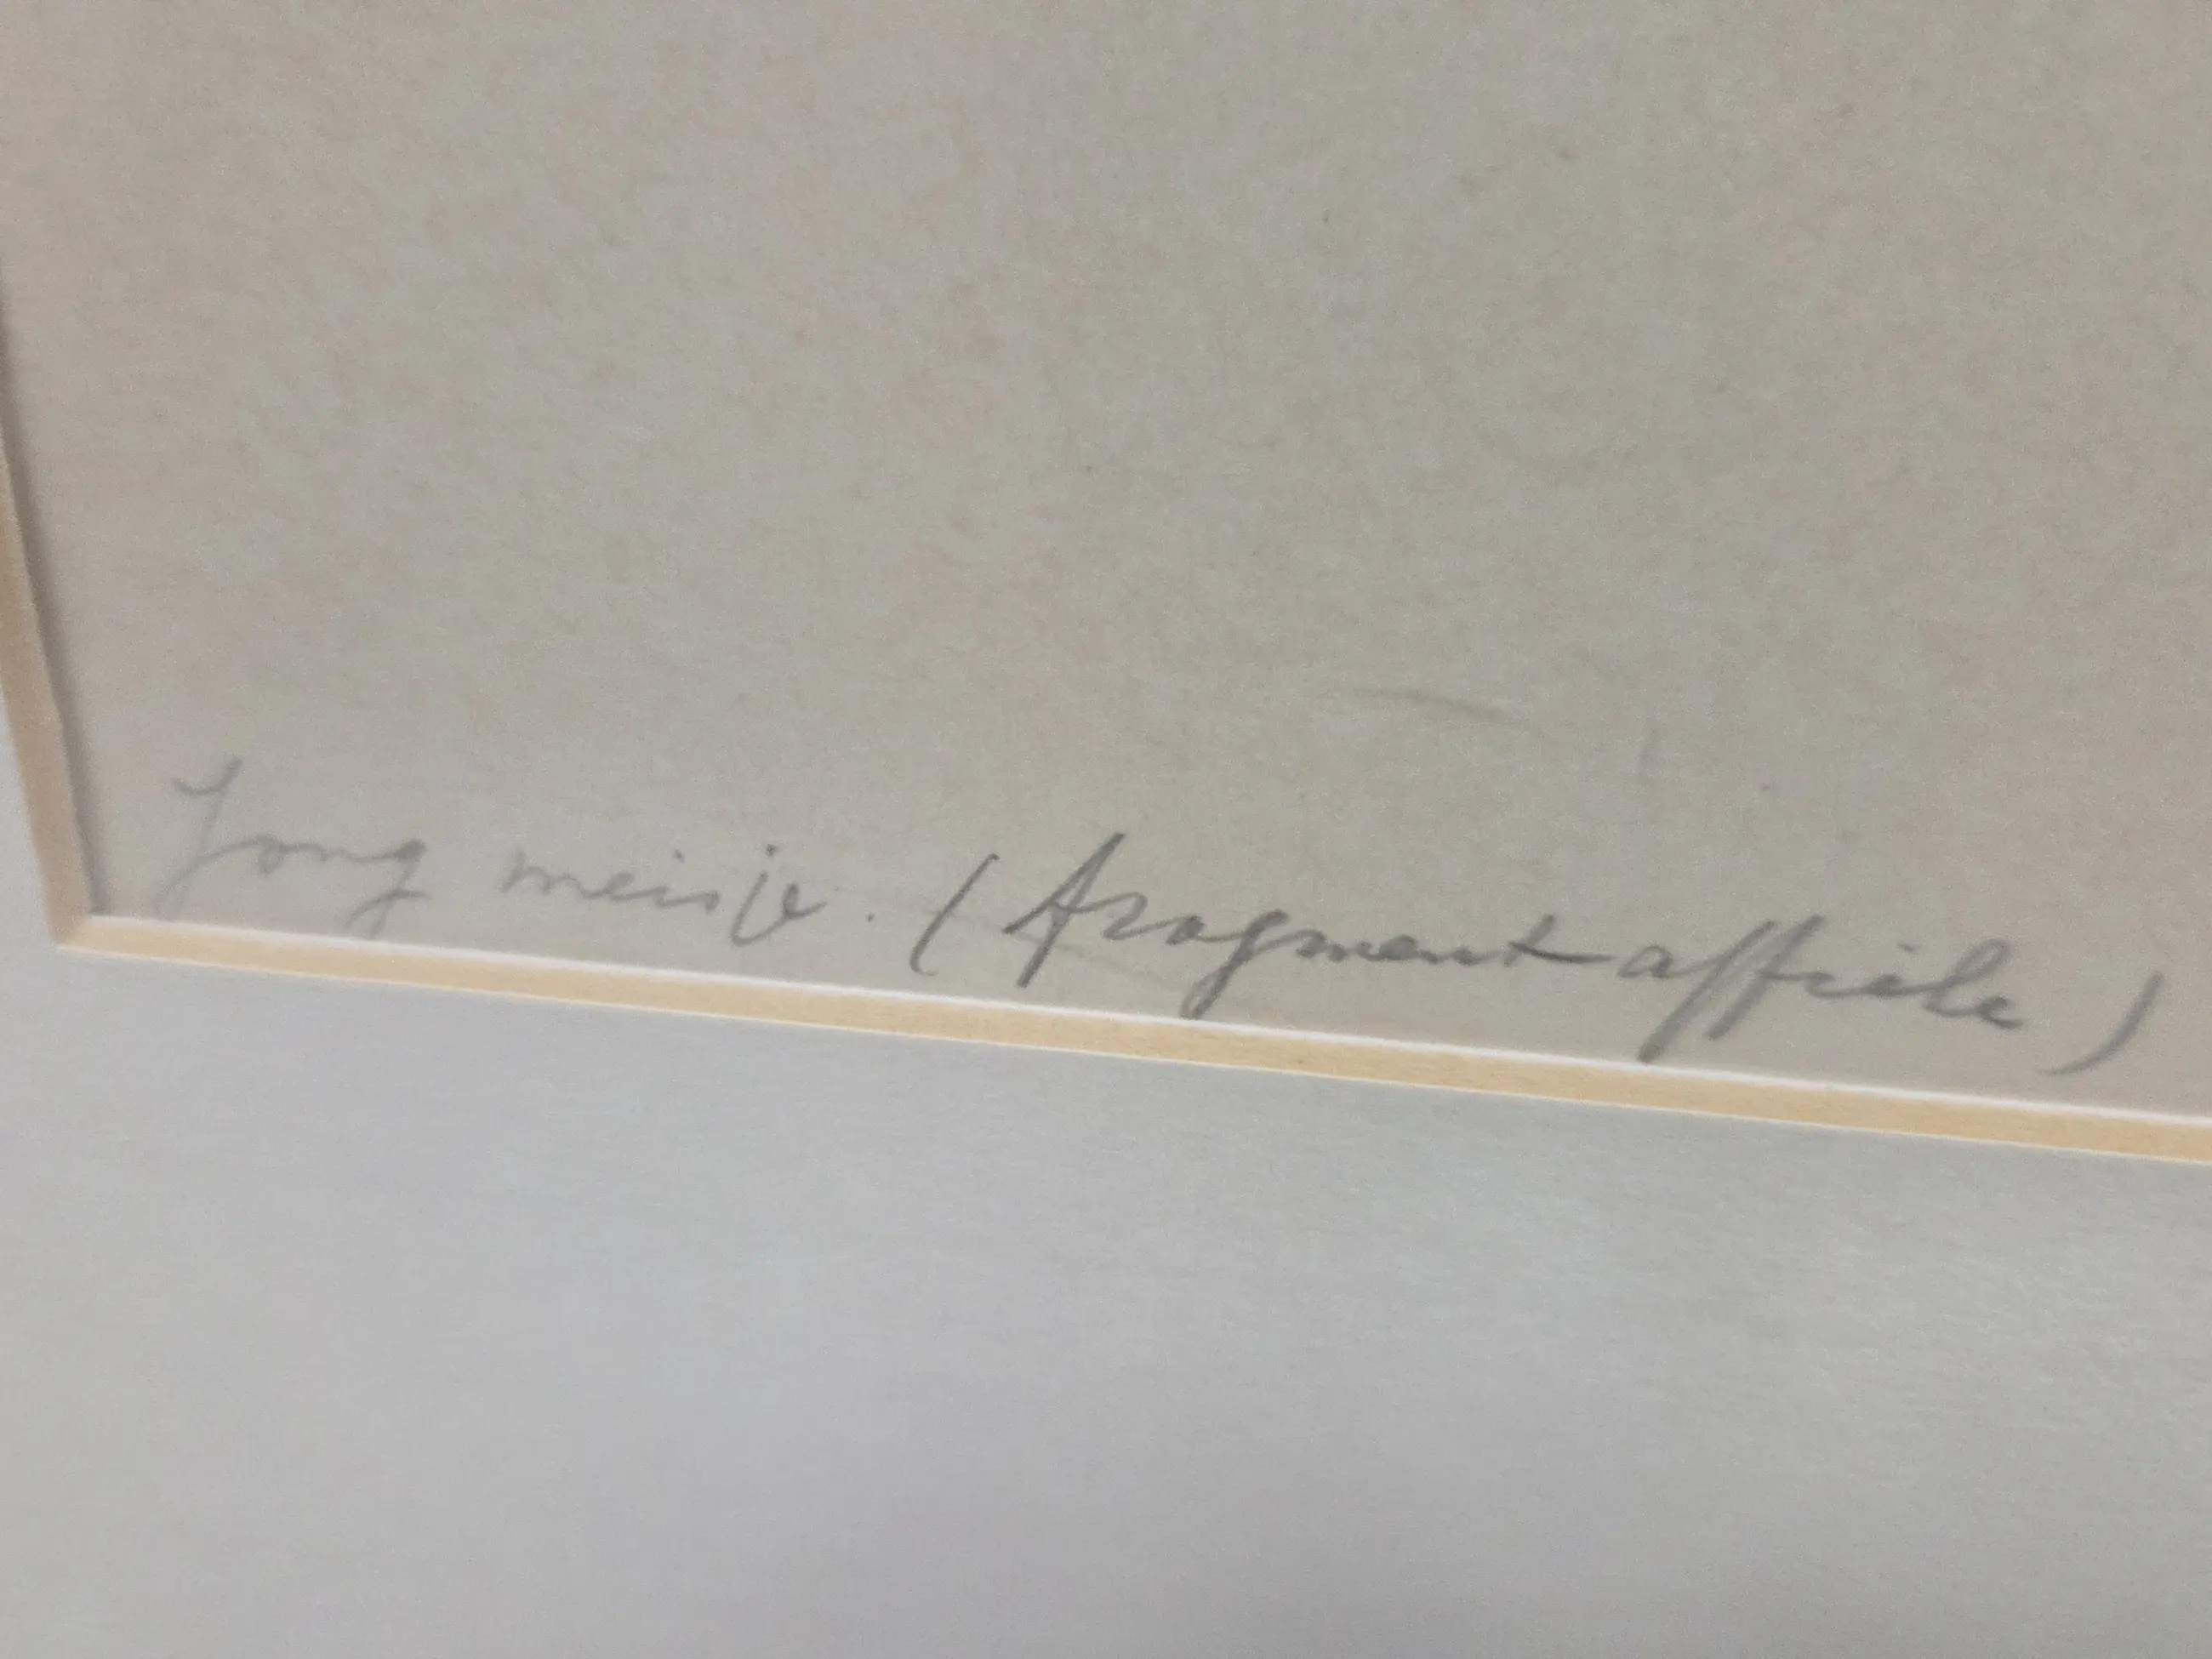 Jong meisje. (fragment affiche)